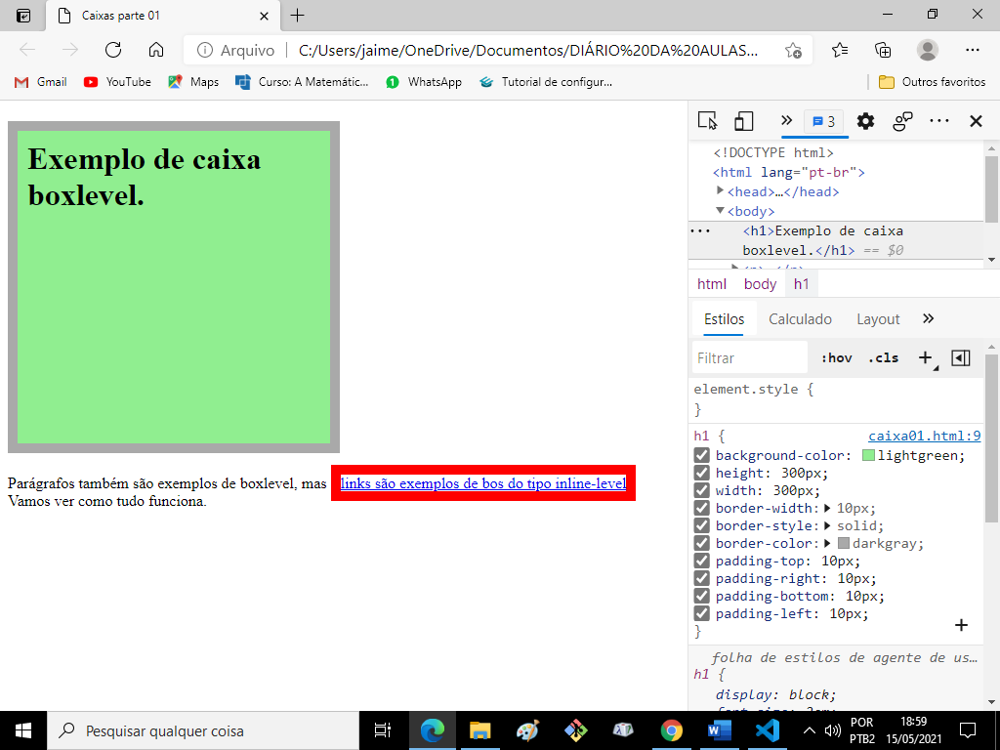 Caixas parte 01
Arquivo
C:/Users/jaime/OneDrive/Documentos/DIÁRIO%20DA%20AULAS...
Gmail
YouTube
Maps
Curso: A Matemátic...
WhatsApp
Tutorial de configur...
Outros favoritos
Exemplo de caixa
boxlevel.
Parágrafos também são exemplos de boxlevel, mas links são exemplos de bos do tipo inline-level
Vamos ver como tudo funciona.
3
<!DOCTYPE html>
<html lang="pt-br">
<head>…</head>
<body>
<h1>Exemplo de caixa
boxlevel.</h1> == $0
html body h1
Estilos Calculado Layout
Filtrar :hov .cls
element.style {
}
h1 { caixa01.html:9
background-color: lightgreen;
height: 300px;
width: 300px;
border-width: 10px;
border-style: solid;
border-color: darkgray;
padding-top: 10px;
padding-right: 10px;
padding-bottom: 10px;
padding-left: 10px;
}
folha de estilos de agente de us…
h1 {
display: block;
Pesquisar qualquer coisa
POR
PTB2
18:59
15/05/2021